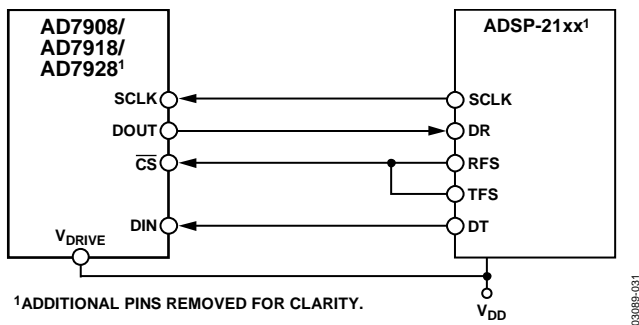 AD7908/
AD7918/
AD7928¹
ADSP-21xx¹
SCLK
SCLK
DOUT
DR
CS
RFS
TFS
DIN
DT
VDRIVE
¹ADDITIONAL PINS REMOVED FOR CLARITY.
VDD
03089-031